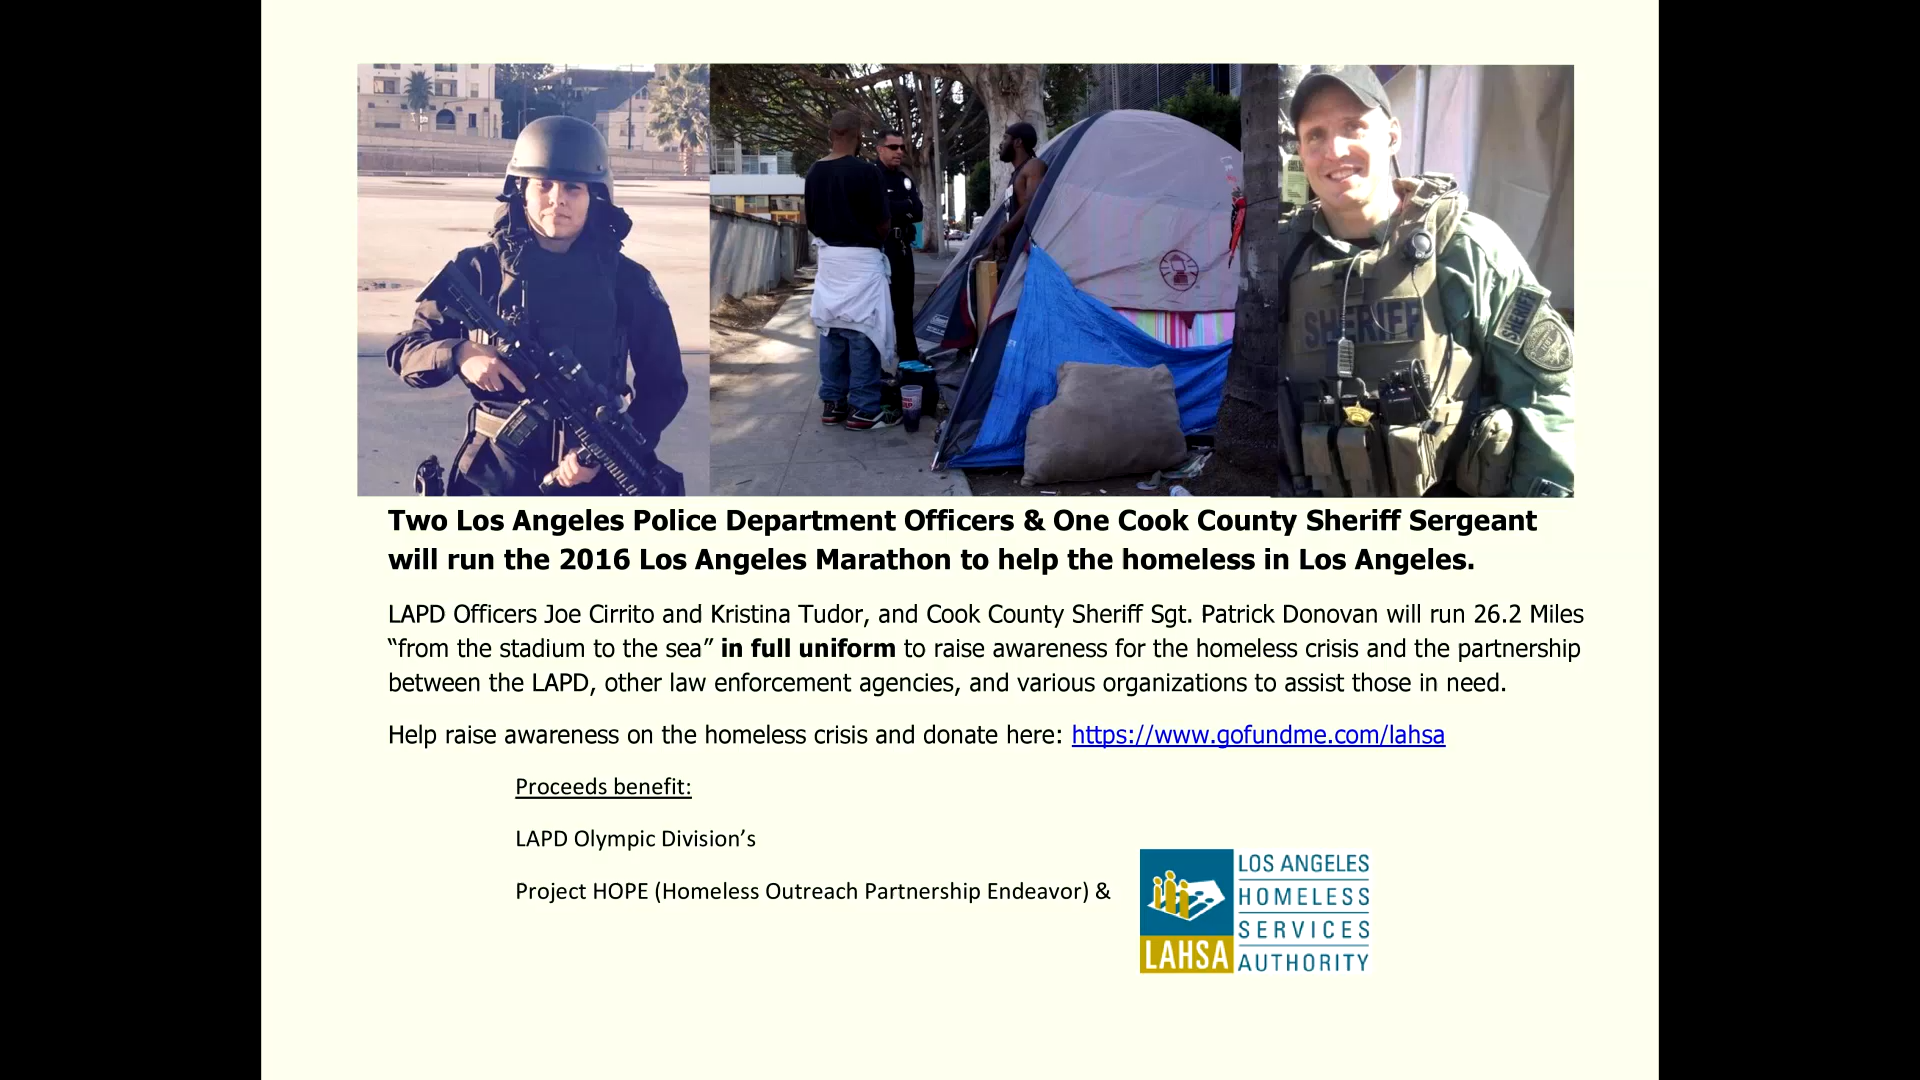 SHERIFF
SHERIFF
Two Los Angeles Police Department Officers & One Cook County Sheriff Sergeant
will run the 2016 Los Angeles Marathon to help the homeless in Los Angeles.
LAPD Officers Joe Cirrito and Kristina Tudor, and Cook County Sheriff Sgt. Patrick Donovan will run 26.2 Miles
“from the stadium to the sea” in full uniform to raise awareness for the homeless crisis and the partnership
between the LAPD, other law enforcement agencies, and various organizations to assist those in need.
Help raise awareness on the homeless crisis and donate here: https://www.gofundme.com/lahsa
Proceeds benefit:
LAPD Olympic Division’s
Project HOPE (Homeless Outreach Partnership Endeavor) &
LOS ANGELES
HOMELESS
SERVICES
AUTHORITY
LAHSA